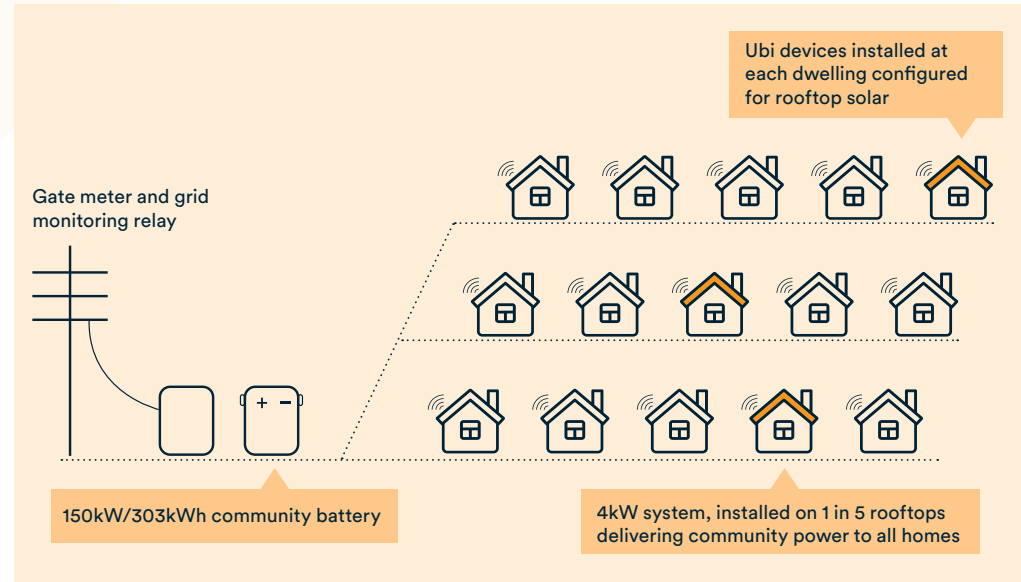 Ubi devices installed at
each dwelling configured
for rooftop solar
Gate meter and grid
monitoring relay
+ –
150kW/303kWh community battery
4kW system, installed on 1 in 5 rooftops
delivering community power to all homes